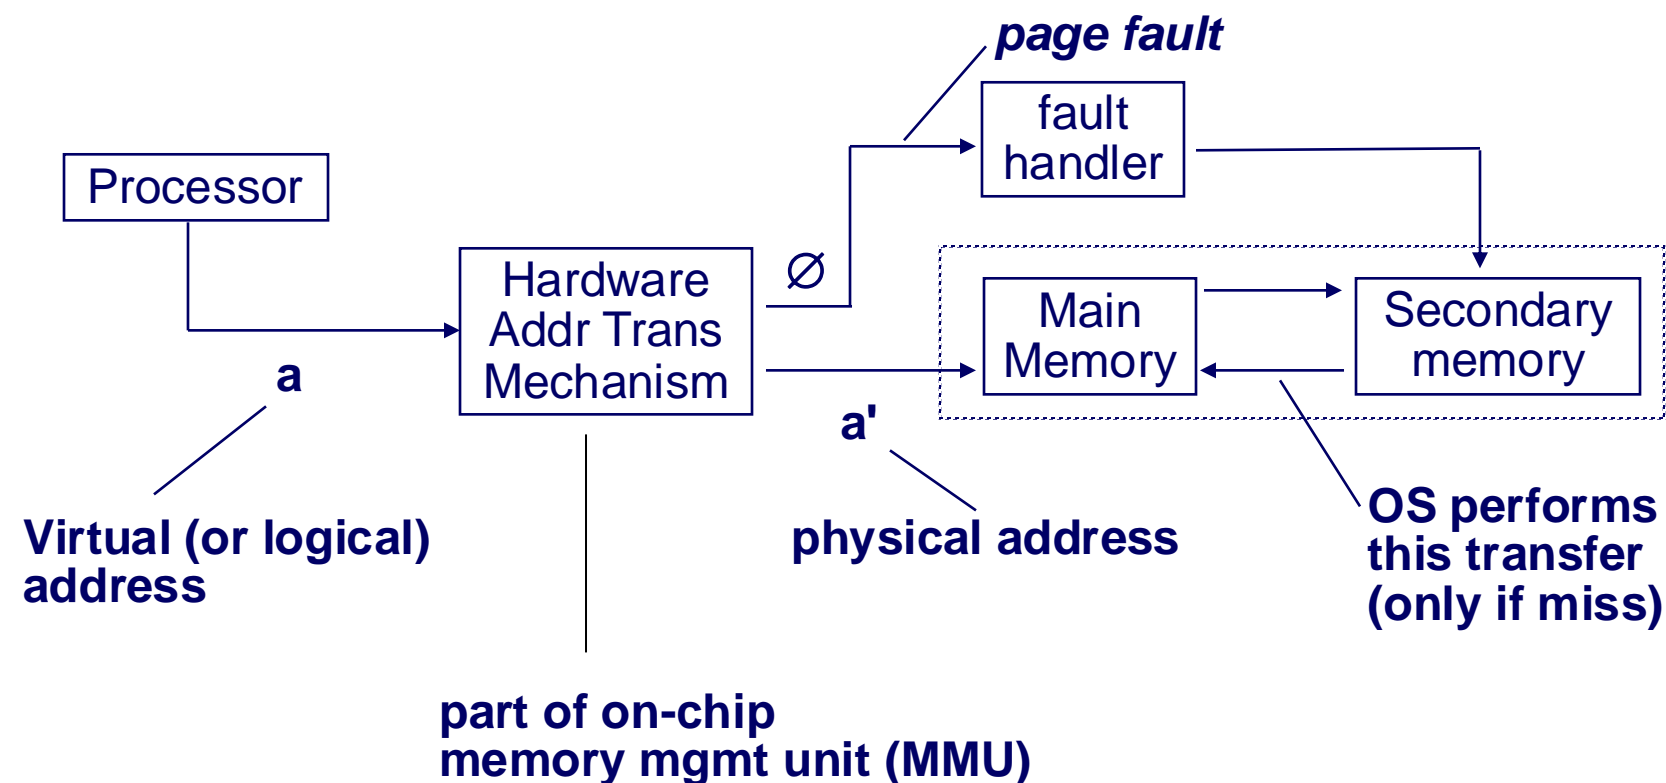 page fault
fault
handler
Processor
∅
Hardware
Addr Trans
Mechanism
Main
Memory
Secondary
memory
a
a'
Virtual (or logical)
address
physical address
OS performs
this transfer
(only if miss)
part of on-chip
memory mgmt unit (MMU)